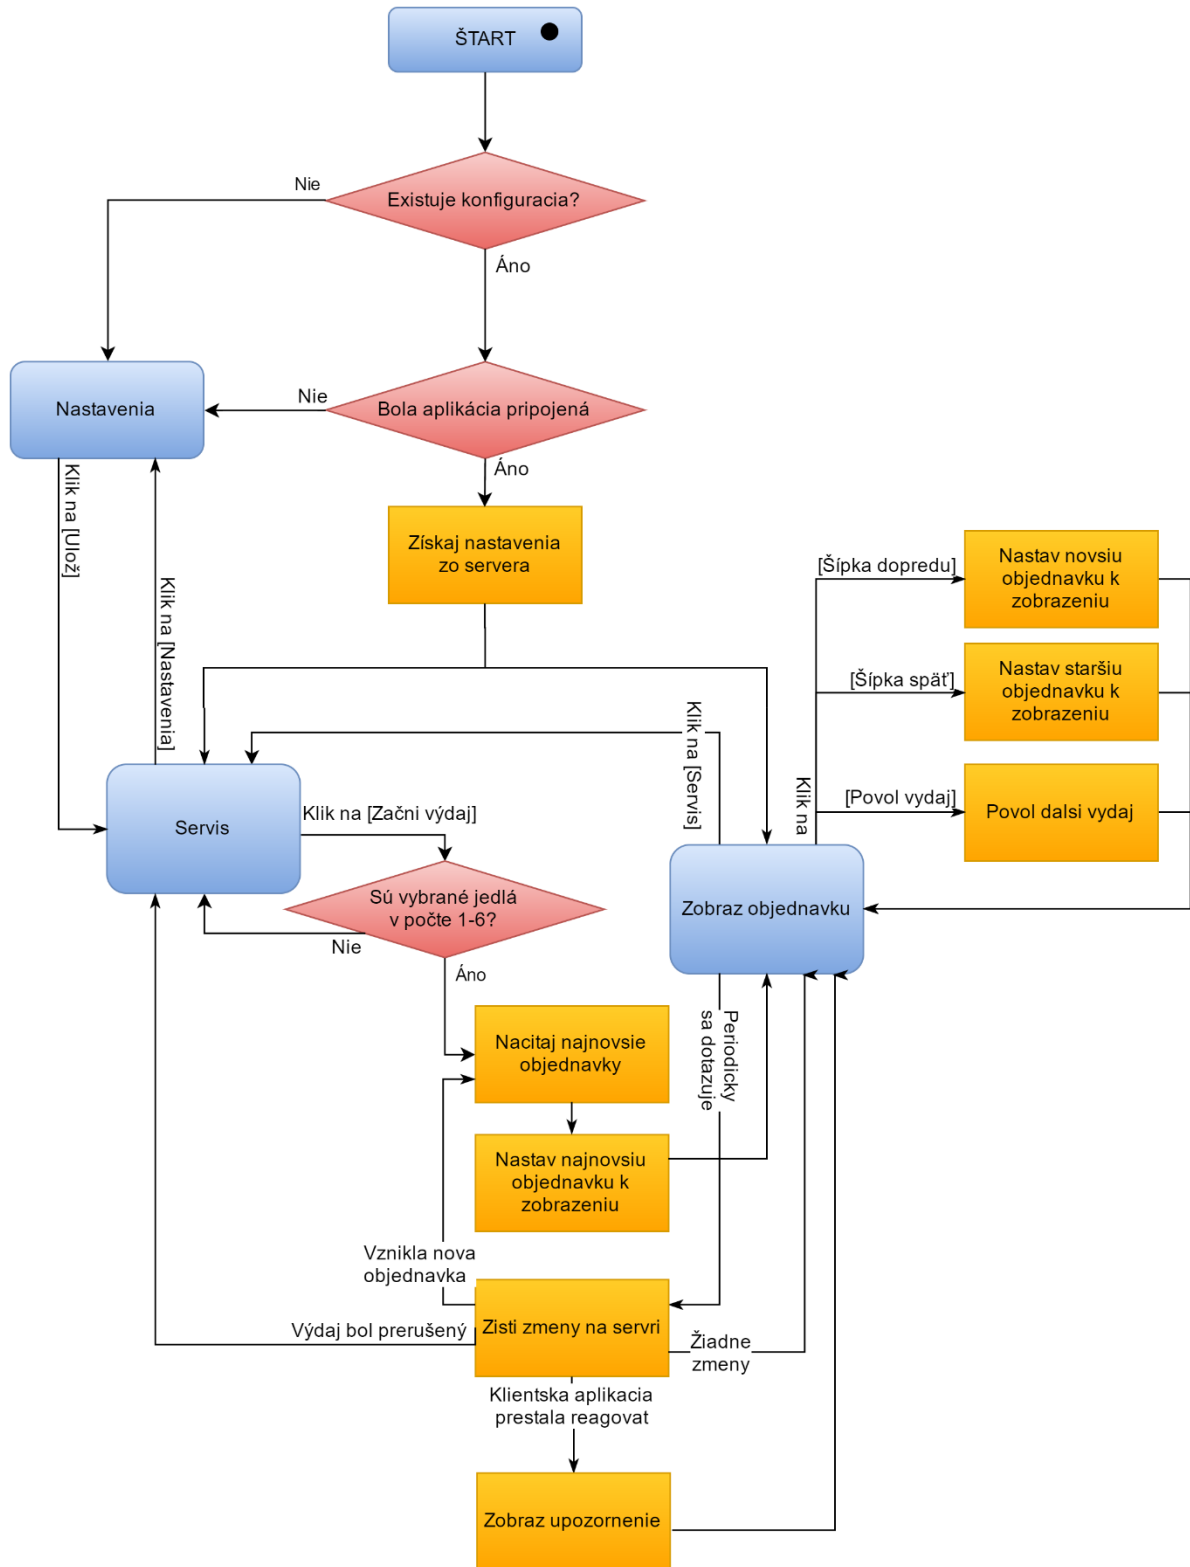 ŠTART
Nie
Existuje konfiguracia?
Áno
Nastavenia
Nie
Bola aplikácia pripojená
Áno
Klik na [Ulož]
Klik na [Nastavenia]
Získaj nastavenia
zo servera
[Šípka dopredu]
Nastav novsiu
objednavku k
zobrazeniu
[Šípka späť]
Nastav staršiu
objednavku k
zobrazeniu
Klik na [Servis]
Klik na
[Povol vydaj]
Povol dalsi vydaj
Servis
Klik na [Začni výdaj]
Sú vybrané jedlá
v počte 1-6?
Nie
Áno
Zobraz objednavku
Periodicky
sa dotazuje
Nacitaj najnovsie
objednavky
Nastav najnovsiu
objednavku k
zobrazeniu
Vznikla nova
objednavka
Výdaj bol prerušený
Zisti zmeny na servri
Žiadne
zmeny
Klientska aplikacia
prestala reagovat
Zobraz upozornenie